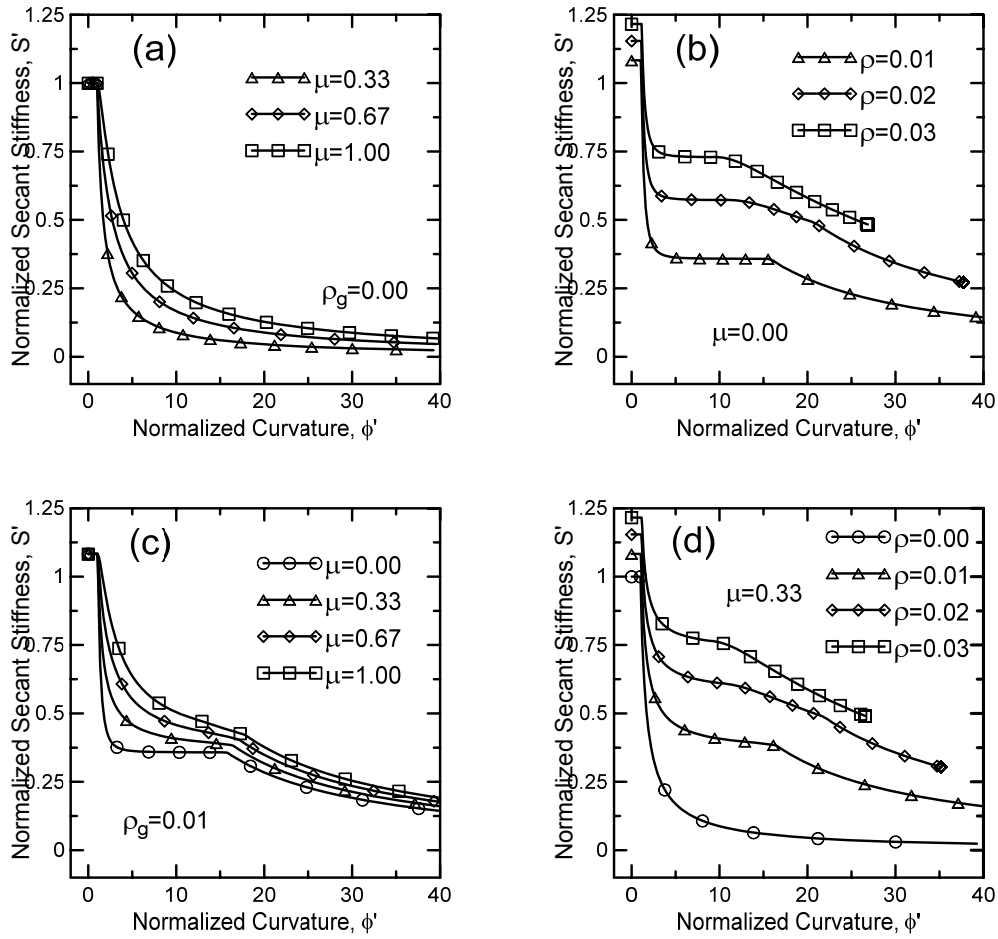 1.25
(a)
μ=0.33
μ=0.67
μ=1.00
1
0.75
0.5
0.25
0
ρg=0.00
Normalized Secant Stiffness, S'
0 10 20 30 40
Normalized Curvature, ϕ'
1.25
(b)
ρ=0.01
ρ=0.02
ρ=0.03
1
0.75
0.5
0.25
0
μ=0.00
Normalized Secant Stiffness, S'
0 10 20 30 40
Normalized Curvature, ϕ'
1.25
(c)
μ=0.00
μ=0.33
μ=0.67
μ=1.00
1
0.75
0.5
0.25
0
ρg=0.01
Normalized Secant Stiffness, S'
0 10 20 30 40
Normalized Curvature, ϕ'
1.25
(d)
ρ=0.00
ρ=0.01
ρ=0.02
ρ=0.03
μ=0.33
1
0.75
0.5
0.25
0
Normalized Secant Stiffness, S'
0 10 20 30 40
Normalized Curvature, ϕ'